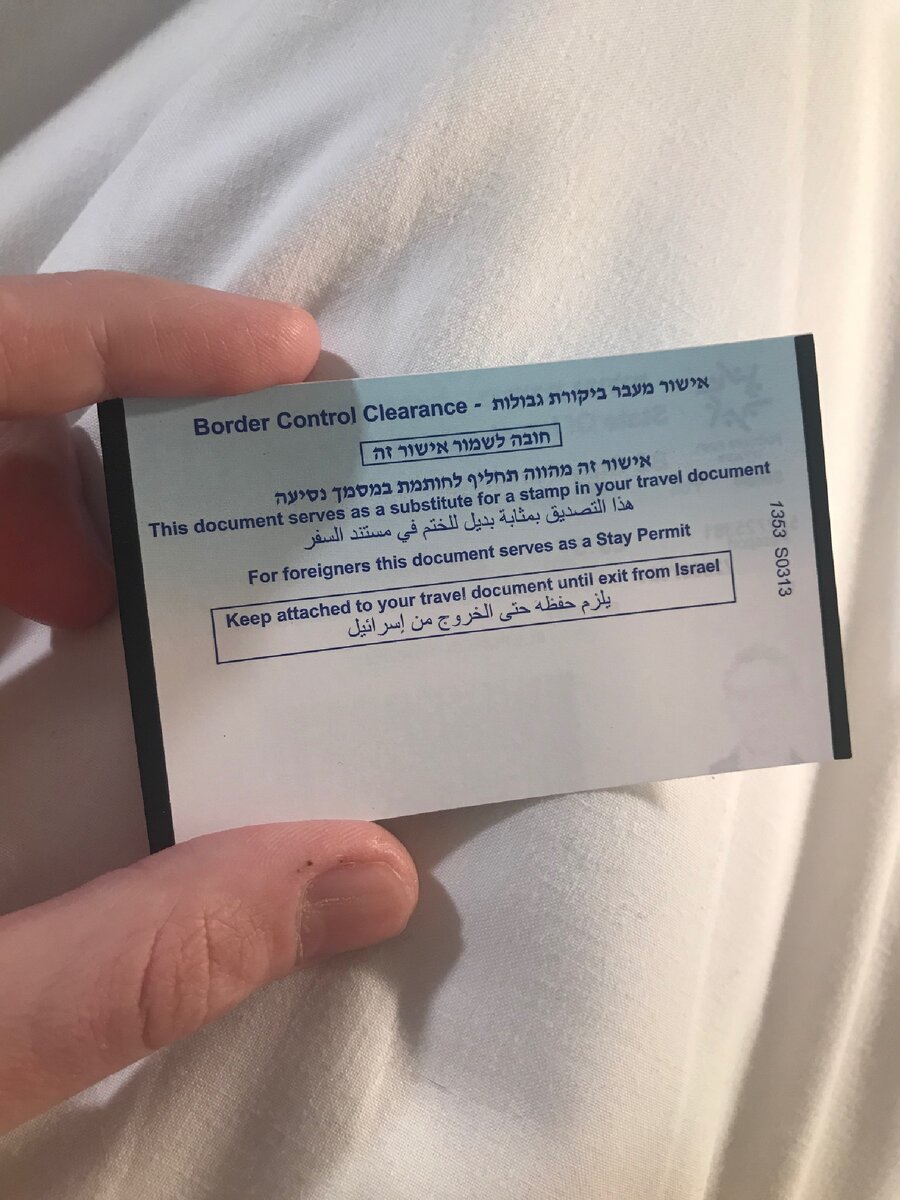 Border Control Clearance - אישור מעבר ביקורת גבולות
חובה לשמור אישור זה
אישור זה מהווה תחליף לחותמת במסמך נסיעה
This document serves as a substitute for a stamp in your travel document
هذا التصديق بمثابة بديل للختم في مستند السفر
For foreigners this document serves as a Stay Permit
Keep attached to your travel document until exit from Israel
يلزم حفظه حتى الخروج من إسرائيل
1353 S0313